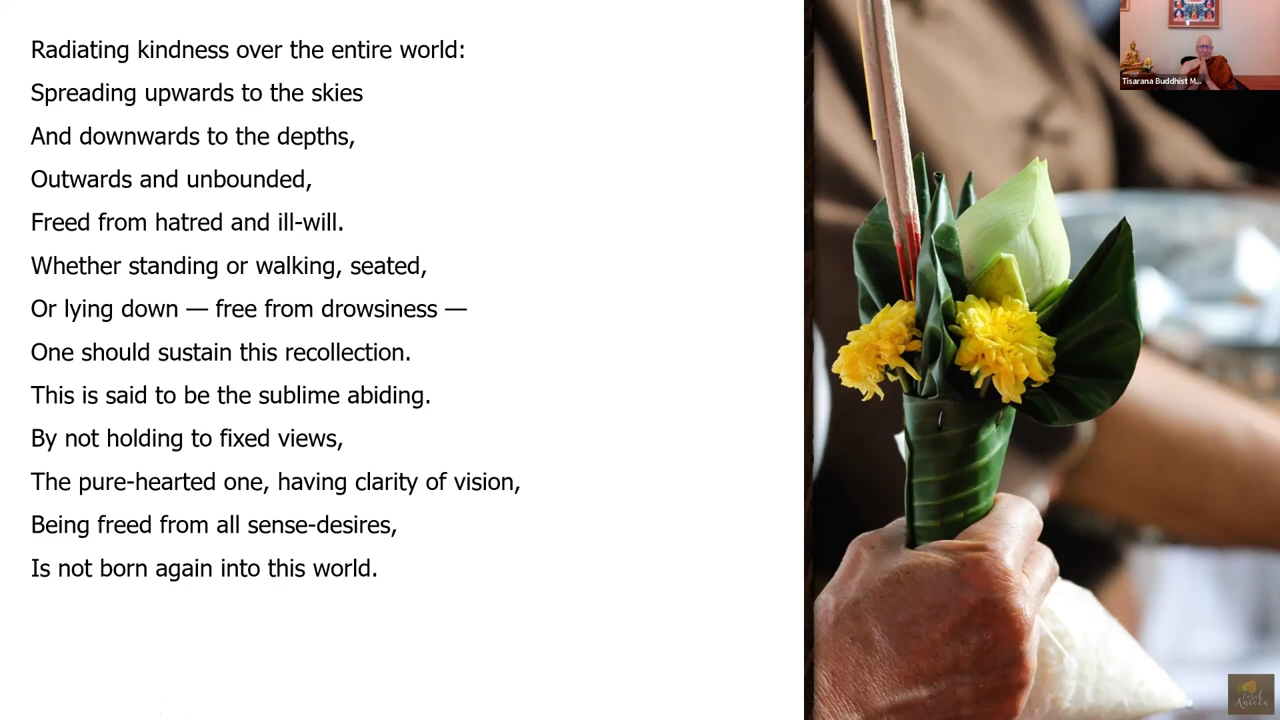 Radiating kindness over the entire world:
Spreading upwards to the skies
And downwards to the depths,
Outwards and unbounded,
Freed from hatred and ill-will.
Whether standing or walking, seated,
Or lying down — free from drowsiness —
One should sustain this recollection.
This is said to be the sublime abiding.
By not holding to fixed views,
The pure-hearted one, having clarity of vision,
Being freed from all sense-desires,
Is not born again into this world.
Tisarana Buddhist M...
Anicca